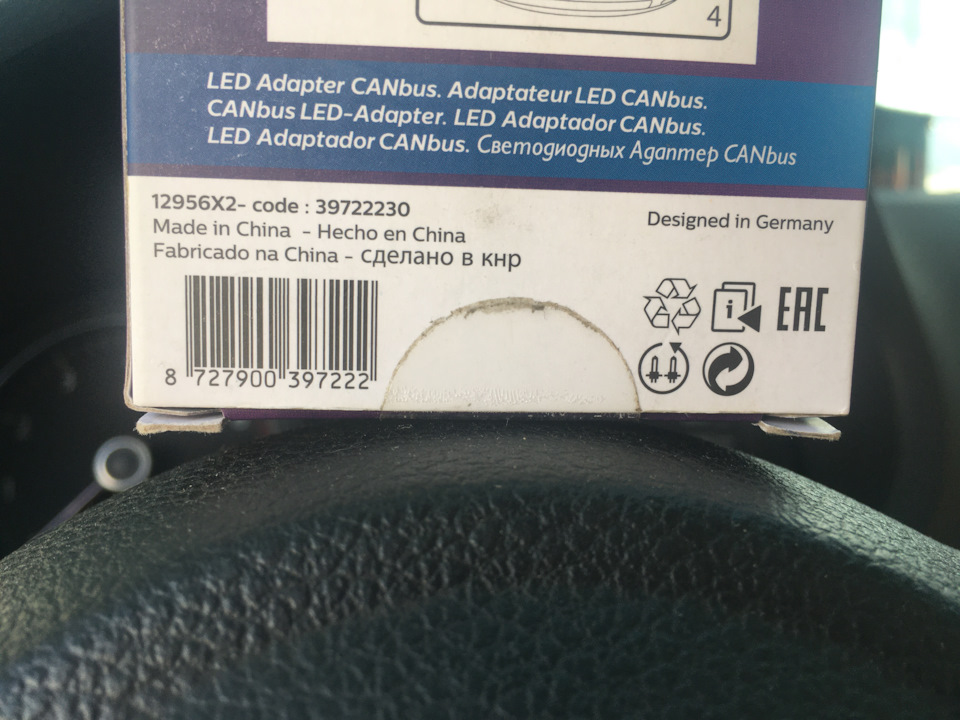 4
LED Adapter CANbus. Adaptateur LED CANbus.
CANbus LED-Adapter. LED Adaptador CANbus.
LED Adaptador CANbus. Светодиодных Адаптер CANbus
12956X2- code : 39722230
Made in China - Hecho en China
Fabricado na China - сделано в кнр
Designed in Germany
i
EAC
8 727900 397222